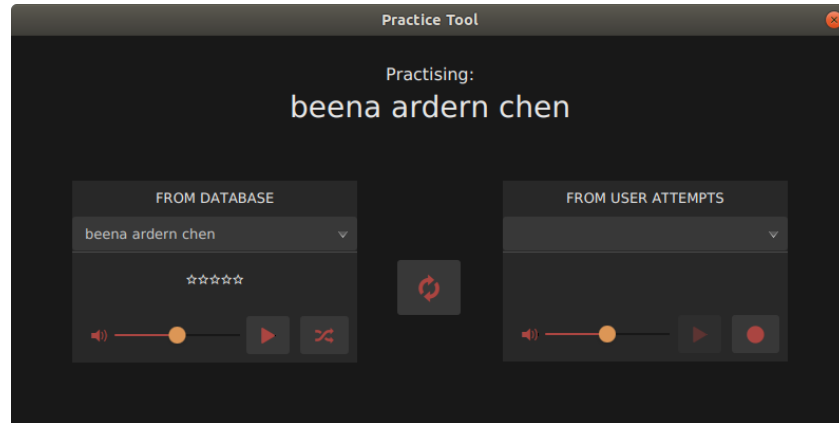 Practice Tool
Practising:
beena ardern chen
FROM DATABASE
beena ardern chen
FROM USER ATTEMPTS